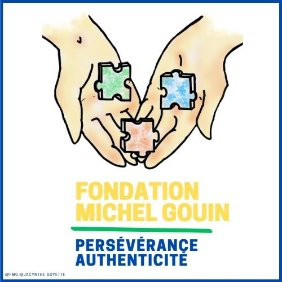 FONDATION
MICHEL GOUIN
PERSÉVÉRANCE
AUTHENTICITÉ